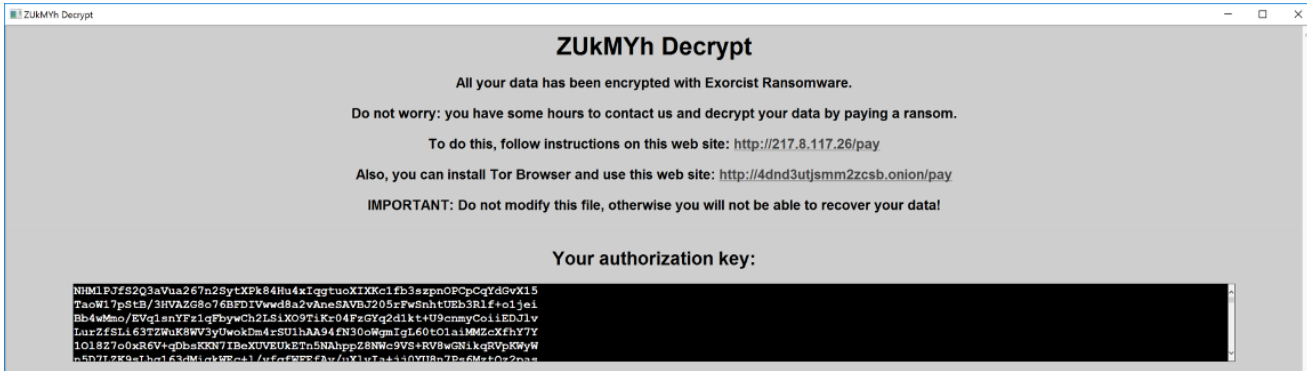 ZUkMYh Decrypt
ZUkMYh Decrypt
All your data has been encrypted with Exorcist Ransomware.
Do not worry: you have some hours to contact us and decrypt your data by paying a ransom.
To do this, follow instructions on this web site: http://217.8.117.26/pay
Also, you can install Tor Browser and use this web site: http://4dnd3utjsmm2zcsb.onion/pay
IMPORTANT: Do not modify this file, otherwise you will not be able to recover your data!
Your authorization key:
NHMlPJfS2Q3aVua267n2SytXPk84Hu4xIqgtuoXIXKc1fb3szpnOPCpCqYdGvX15
TaoW17pStB/3HVAZG8o76BFDIVwwd8a2vAneSAVBJ205rFwSnhtUEb3Rlf+o1jei
Bb4wMmo/EVq1snYFz1qFbywCh2LSiXO9TiKr04FzGYq2d1kt+U9cnmyCoiiEDJlv
LurZfSLi63TZWuK8WV3yUwokDm4rSU1hAA94fN30oWgmIgL60tO1aiMMZcXfhY7Y
1Ol8Z7o0xR6V+qDbsKKN7IBeXUVEUkETn5NAhppZ8NWc9VS+RV8wGNikqRVpKWyW